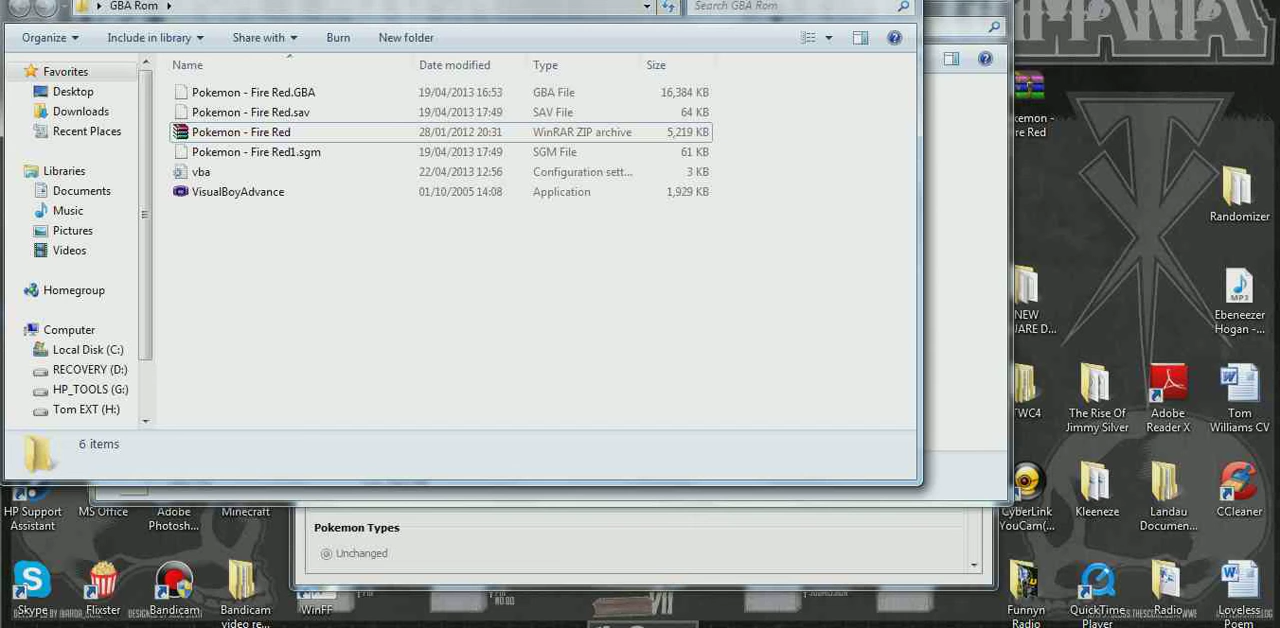 GBA Rom
Search GBA Rom
Organize
Include in library
Share with
Burn
New folder
Favorites
Desktop
Downloads
Recent Places
Libraries
Documents
Music
Pictures
Videos
Homegroup
Computer
Local Disk (C:)
RECOVERY (D:)
HP_TOOLS (G:)
Tom EXT (H:)
Name Date modified Type Size
Pokemon - Fire Red.GBA 19/04/2013 16:53 GBA File 16,384 KB
Pokemon - Fire Red.sav 19/04/2013 17:49 SAV File 64 KB
Pokemon - Fire Red 28/01/2012 20:31 WinRAR ZIP archive 5,219 KB
Pokemon - Fire Red1.sgm 19/04/2013 17:49 SGM File 61 KB
vba 22/04/2013 12:56 Configuration sett... 3 KB
VisualBoyAdvance 01/10/2005 14:08 Application 1,929 KB
6 items
Pokemon Types
Unchanged
emon -
re Red
Randomizer
NEW
UARE D...
MP3
Ebeneezer
Hogan -...
TWC4
The Rise Of
Jimmy Silver
Adobe
Reader X
Tom
Williams CV
CyberLink
YouCam(...
Kleeneze
Landau
Documen...
CCleaner
Funnyn
Radio
QuickTime
Player
Radio
Loveless
Poem
HP Support
Assistant
MS Office
Adobe
Photosh...
Minecraft
Skype
Flixster
Bandicam
Bandicam
video re...
WinFF